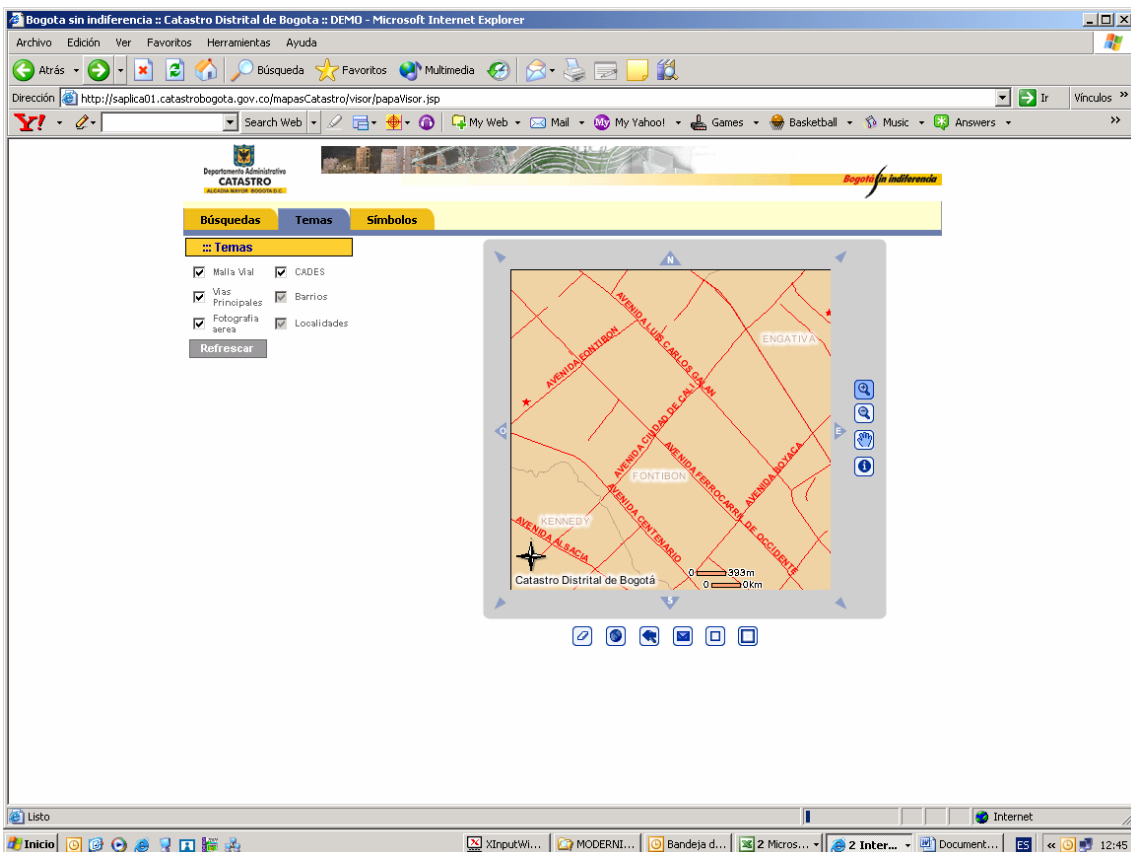 Bogota sin indiferencia :: Catastro Distrital de Bogota :: DEMO - Microsoft Internet Explorer
Archivo Edición Ver Favoritos Herramientas Ayuda
Atrás Búsqueda Favoritos Multimedia
Dirección http://saplica01.catastrobogota.gov.co/mapasCatastro/visor/papaVisor.jsp Ir Vínculos »
Y! Search Web My Web Mail My Yahoo! Games Basketball Music Answers »
Departamento Administrativo
CATASTRO
ALCADIA MAYOR BOGOTA D.C.
Bogotá sin indiferencia
Búsquedas Temas Símbolos
::: Temas
Malla Vial CADES
Vias Principales Barrios
Fotografia aerea Localidades
Refrescar
N
AVENIDA LUIS CARLOS GALAN
ENGATIVA
AVENIDA FONTIBON
AVENIDA CIUDAD DE CALI
O
E
AVENIDA BOYACA
FONTIBON
AVENIDA FERROCARRIL DE OCCIDENTE
AVENIDA CENTENARIO
KENNEDY
AVENIDA ALSACIA
Catastro Distrital de Bogotá
0 393m
0 0km
S
Listo Internet
Inicio XInputWi... MODERNI... Bandeja d... 2 Micros... 2 Inter... Document... ES « 12:45